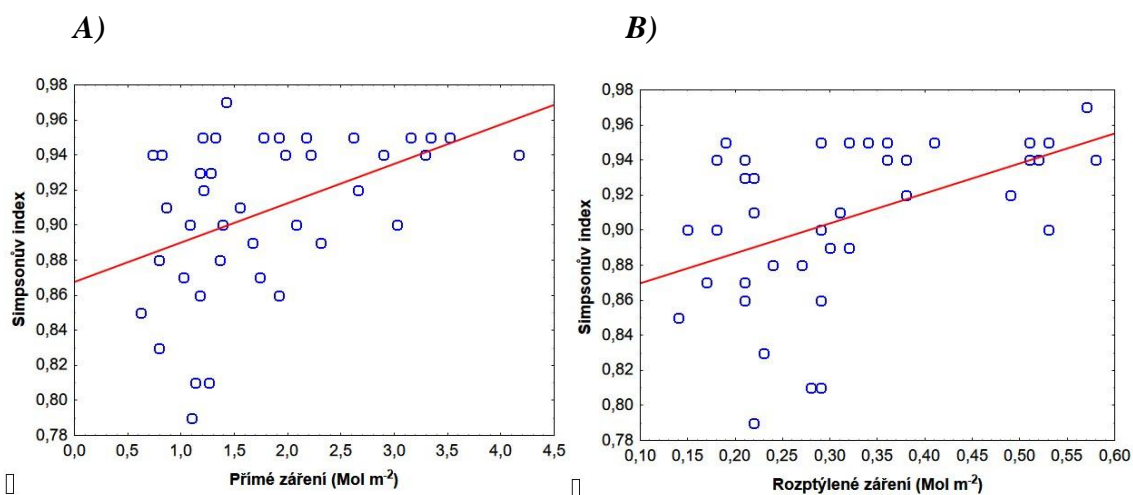 A)
B)
0,98
0,96
0,94
0,92
0,90
0,88
0,86
0,84
0,82
0,80
0,78
Simpsonův index
0,0 0,5 1,0 1,5 2,0 2,5 3,0 3,5 4,0 4,5
Přímé záření (Mol m⁻²)
0,98
0,96
0,94
0,92
0,90
0,88
0,86
0,84
0,82
0,80
0,78
Simpsonův index
0,10 0,15 0,20 0,25 0,30 0,35 0,40 0,45 0,50 0,55 0,60
Rozptýlené záření (Mol m⁻²)